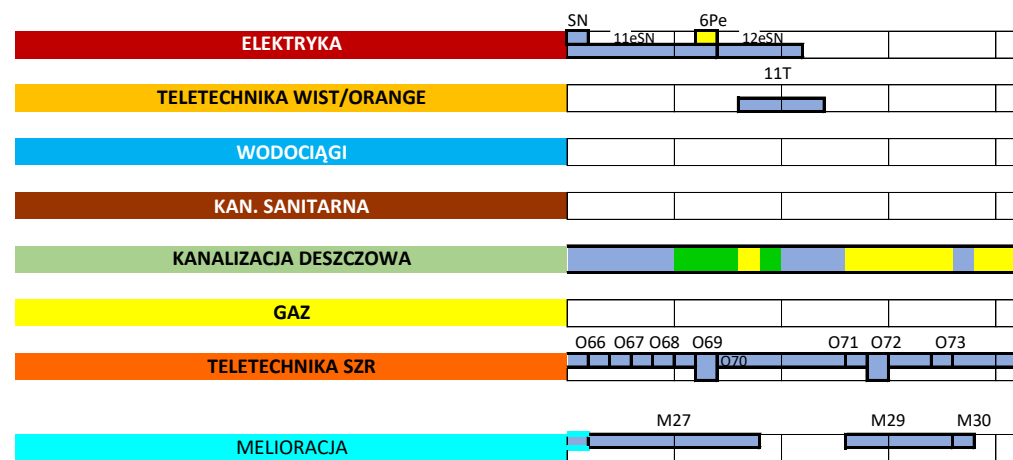 SN 6Pe
ELEKTRYKA 11eSN 12eSN
11T
TELETECHNIKA WIST/ORANGE
WODOCIĄGI
KAN. SANITARNA
KANALIZACJA DESZCZOWA
GAZ
O66 O67 O68 O69 O71 O72 O73
TELETECHNIKA SZR O70
M27 M29 M30
MELIORACJA